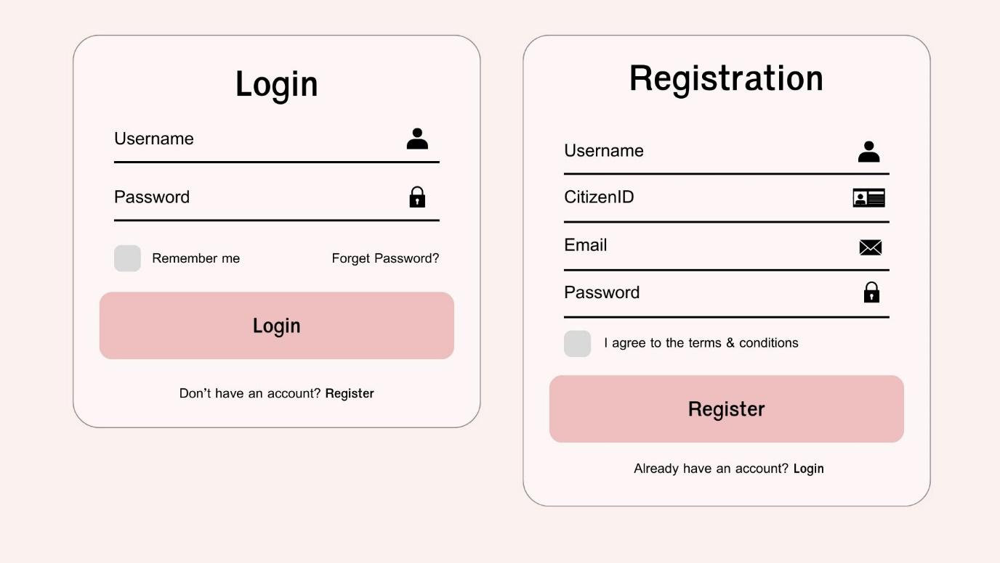 Login
Username
Password
Remember me
Forget Password?
Login
Don't have an account? Register
Registration
Username
CitizenID
Email
Password
I agree to the terms & conditions
Register
Already have an account? Login